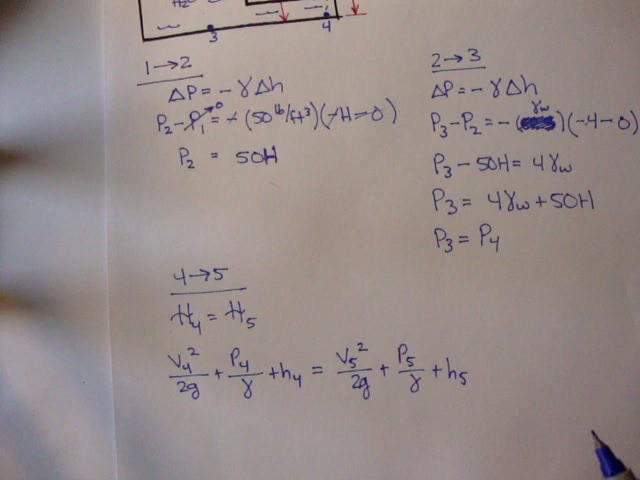 H₂
3
4
1→2
ΔP = - γΔh
P₂ - P₁→0 = - (50 lb/ft³)(-H-0)
P₂ = 50H
2→3
ΔP = - γΔh
P₃ - P₂ = - (γw)(-4-0)
P₃ - 50H = 4γw
P₃ = 4γw + 50H
P₃ = P₄
4→5
H₄ = H₅
V₄²/2g + P₄/γ + h₄ = V₅²/2g + P₅/γ + h₅